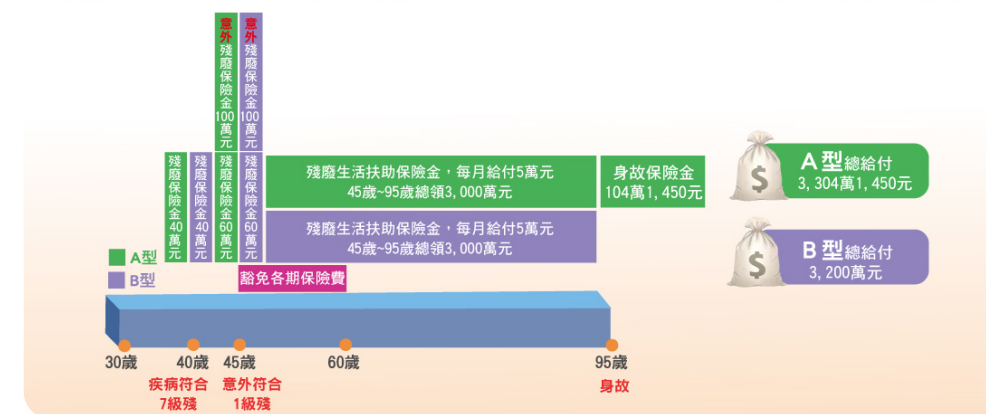 意外殘廢保險金100萬元
意外殘廢保險金100萬元
殘廢保險金40萬元
殘廢保險金40萬元
殘廢保險金60萬元
殘廢保險金60萬元
殘廢生活扶助保險金，每月給付5萬元
45歲~95歲總領3,000萬元
身故保險金
104萬1,450元
殘廢生活扶助保險金，每月給付5萬元
45歲~95歲總領3,000萬元
豁免各期保險費
A型
B型
$
A型總給付
3,304萬1,450元
$
B型總給付
3,200萬元
30歲
40歲
45歲
60歲
95歲
疾病符合
7級殘
意外符合
1級殘
身故